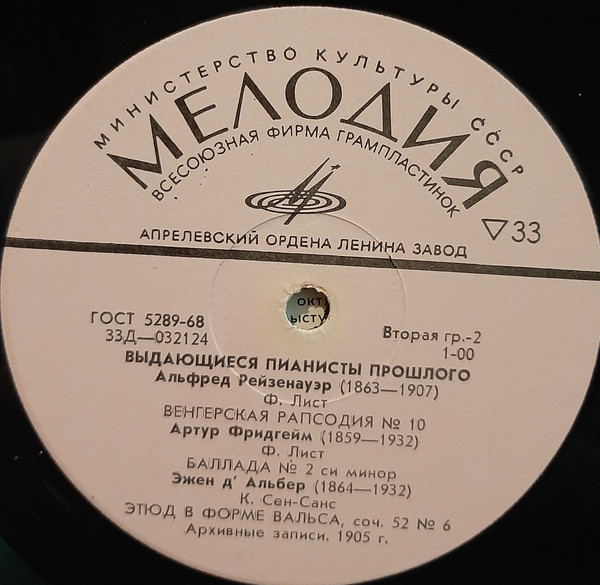 МИНИСТЕРСТВО КУЛЬТУРЫ СССР
МЕЛОДИЯ
ВСЕСОЮЗНАЯ ФИРМА ГРАМПЛАСТИНОК
▽33
АПРЕЛЕВСКИЙ ОРДЕНА ЛЕНИНА ЗАВОД
окт
ысту
ГОСТ 5289-68
33Д—032124
Вторая гр.-2
1-00
ВЫДАЮЩИЕСЯ ПИАНИСТЫ ПРОШЛОГО
Альфред Рейзенауэр (1863—1907)
Ф. Лист
ВЕНГЕРСКАЯ РАПСОДИЯ № 10
Артур Фридгейм (1859—1932)
Ф. Лист
БАЛЛАДА № 2 си минор
Эжен д' Альбер (1864—1932)
К. Сен-Санс
ЭТЮД В ФОРМЕ ВАЛЬСА, соч. 52 № 6
Архивные записи. 1905 г.